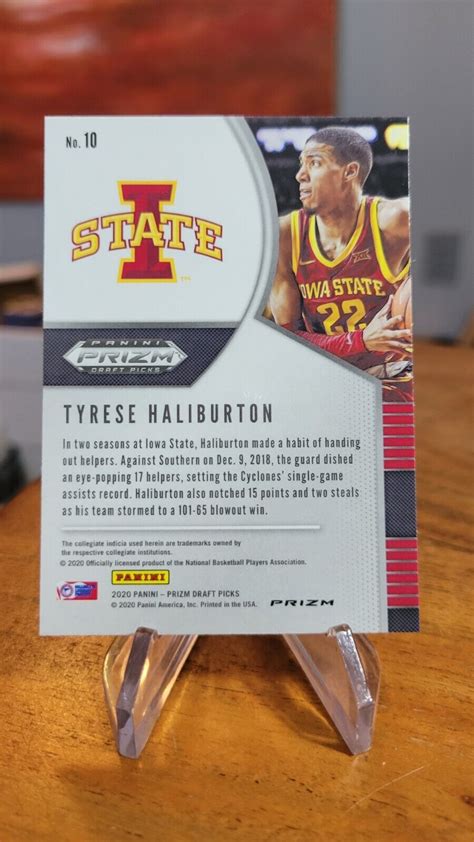 No. 10
I
STATE
TM
IOWA STATE
22
PANINI
PRIZM
DRAFT PICKS
TYRESE HALIBURTON
In two seasons at Iowa State, Haliburton made a habit of handing
out helpers. Against Southern on Dec. 9, 2018, the guard dished
an eye-popping 17 helpers, setting the Cyclones' single-game
assists record. Haliburton also notched 15 points and two steals
as his team stormed to a 101-65 blowout win.
The collegiate indicia used herein are trademarks owned by
the respective collegiate institutions.
© 2020 Officially licensed product of the National Basketball Players Association.
PANINI
2020 PANINI – PRIZM DRAFT PICKS
© 2020 Panini America, Inc. Printed in the USA.
PRIZM